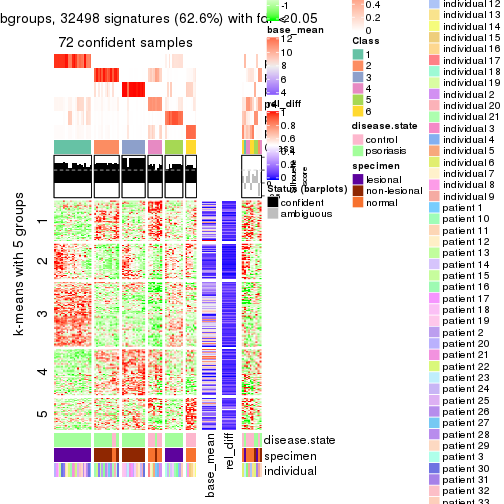 bgroups, 32498 signatures (62.6%) with fdr < 0.05
72 confident samples
k-means with 5 groups
1
2
3
4
5
base_mean
rel_diff
disease.state
specimen
individual
-1
-2
base_mean
12
10
8
6
4
rel_diff
1
0.8
0.6
0.4
0.2
0
Status (barplots)
confident
ambiguous
0.4
0.2
0
Class
1
2
3
4
5
6
disease.state
control
psoriasis
specimen
lesional
non-lesional
normal
individual 12
individual 13
individual 14
individual 15
individual 16
individual 17
individual 18
individual 19
individual 2
individual 20
individual 21
individual 3
individual 4
individual 5
individual 6
individual 7
individual 8
individual 9
patient 1
patient 10
patient 11
patient 12
patient 13
patient 14
patient 15
patient 16
patient 17
patient 18
patient 19
patient 2
patient 20
patient 21
patient 22
patient 23
patient 24
patient 25
patient 26
patient 27
patient 28
patient 29
patient 3
patient 30
patient 31
patient 32
patient 33